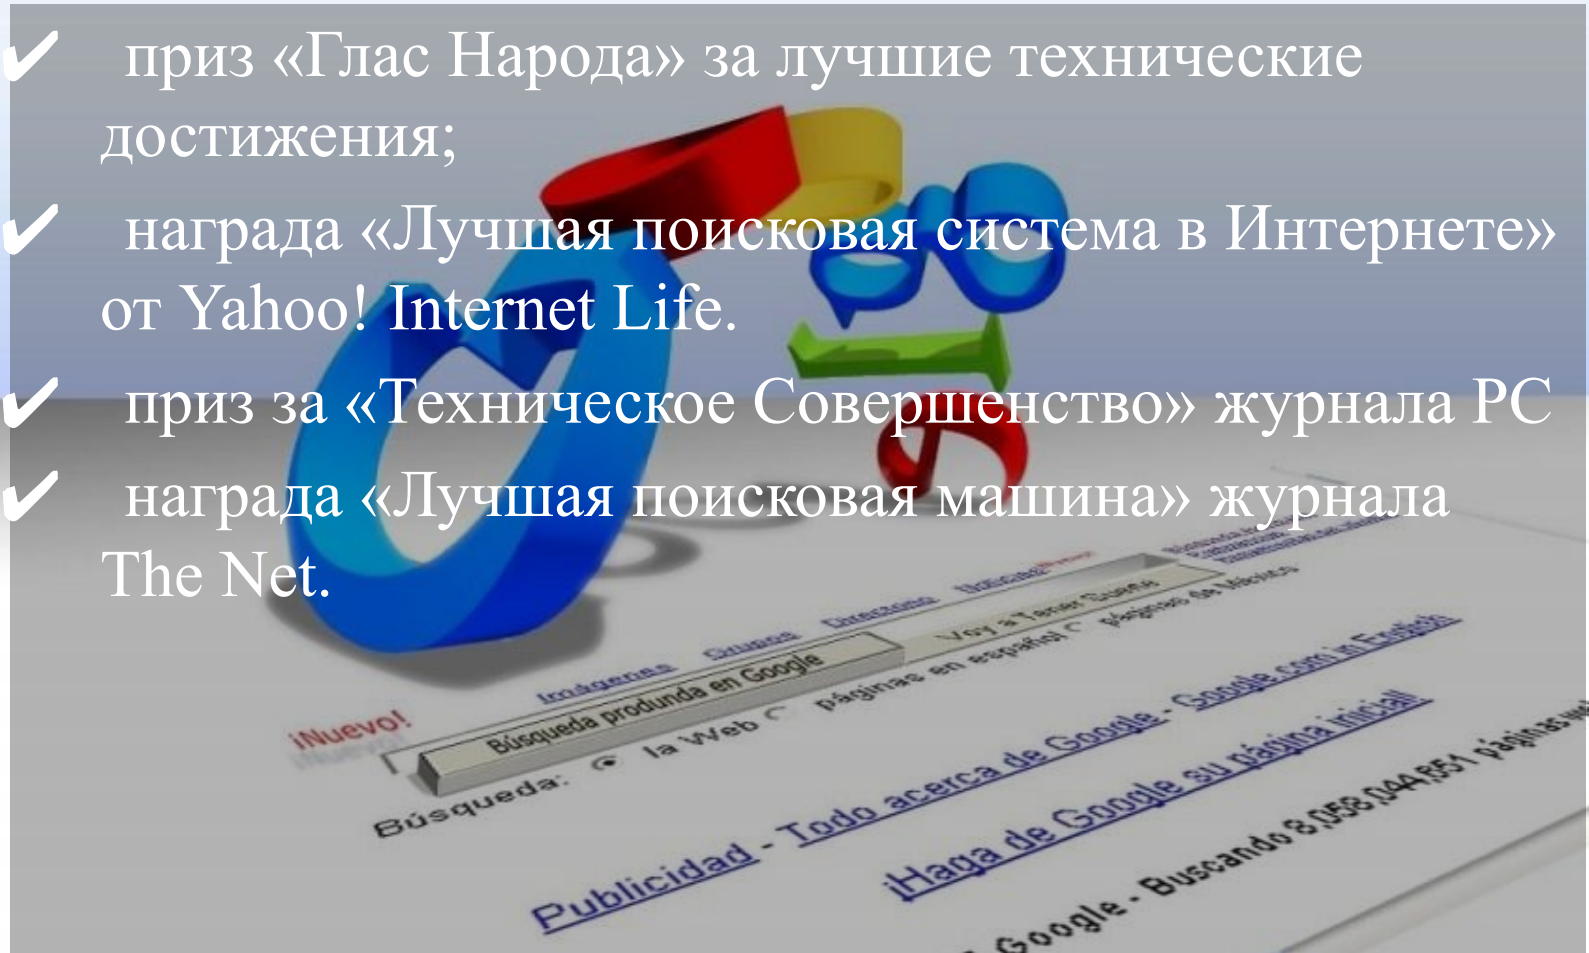 ✔ приз «Глас Народа» за лучшие технические
достижения;
✔ награда «Лучшая поисковая система в Интернете»
от Yahoo! Internet Life.
✔ приз за «Техническое Совершенство» журнала PC
✔ награда «Лучшая поисковая машина» журнала
The Net.
Imágenes Grupos Directorio Noticias
¡Nuevo!
Búsqueda produnda en Google Voy a Tener Suerte
Búsqueda: la Web páginas en español páginas de México
Publicidad - Todo acerca de Google - Google.com in English
¡Haga de Google su página inicial!
Google - Buscando 8,058,044,651 páginas web